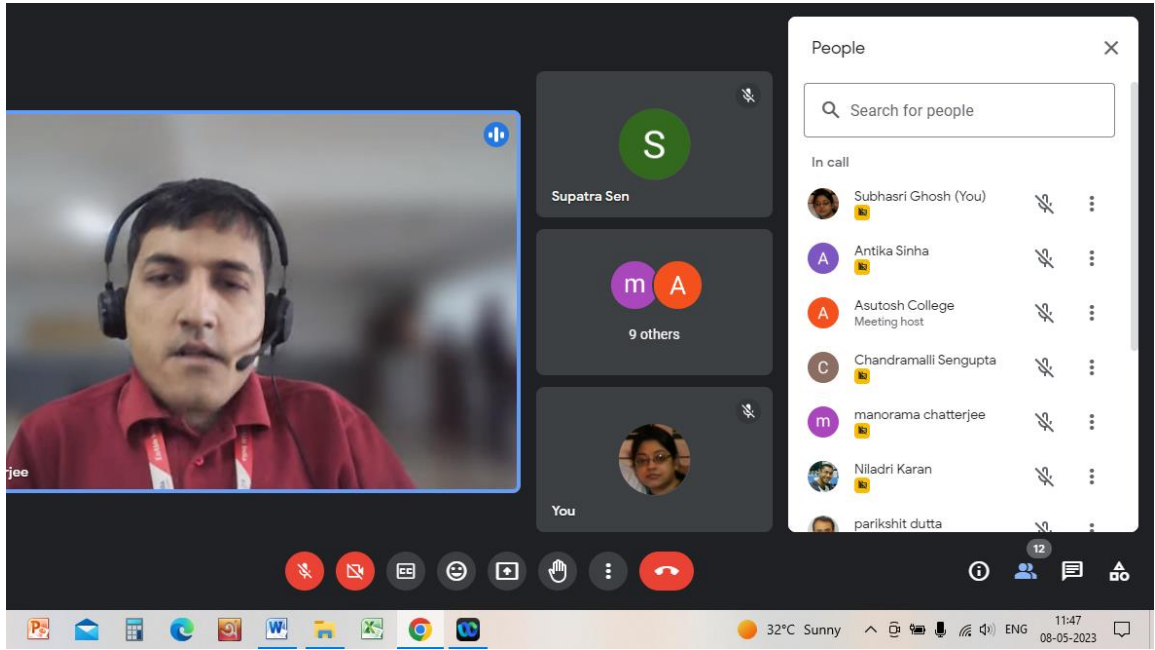 rjee
S
Supatra Sen
m A
9 others
You
People
Search for people
In call
Subhasri Ghosh (You)
A
Antika Sinha
A
Asutosh College
Meeting host
C
Chandramalli Sengupta
m
manorama chatterjee
Niladri Karan
parikshit dutta
CC
12
32°C Sunny
ENG
11:47
08-05-2023